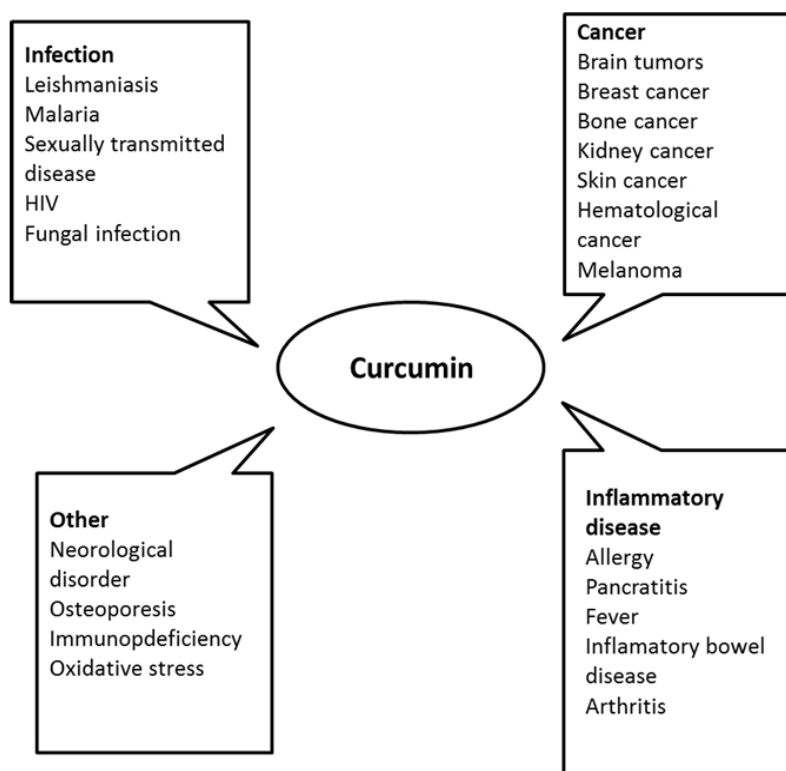 Infection
Leishmaniasis
Malaria
Sexually transmitted
disease
HIV
Fungal infection
Cancer
Brain tumors
Breast cancer
Bone cancer
Kidney cancer
Skin cancer
Hematological
cancer
Melanoma
Curcumin
Other
Neorological
disorder
Osteoporesis
Immunopdeficiency
Oxidative stress
Inflammatory
disease
Allergy
Pancratitis
Fever
Inflamatory bowel
disease
Arthritis